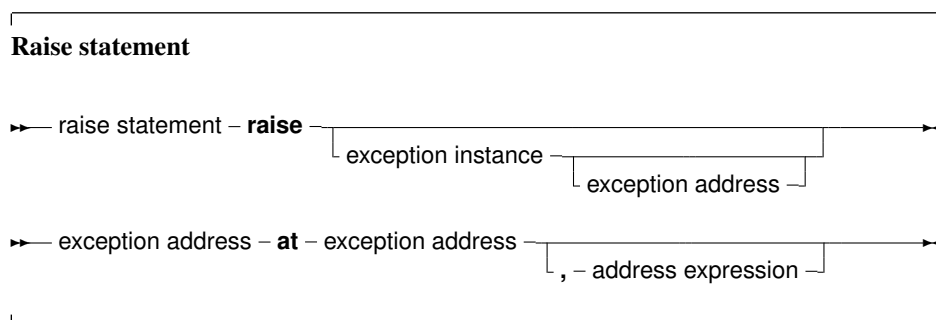 Raise statement
raise statement – raise –
exception instance –
exception address –
exception address – at – exception address –
, – address expression –